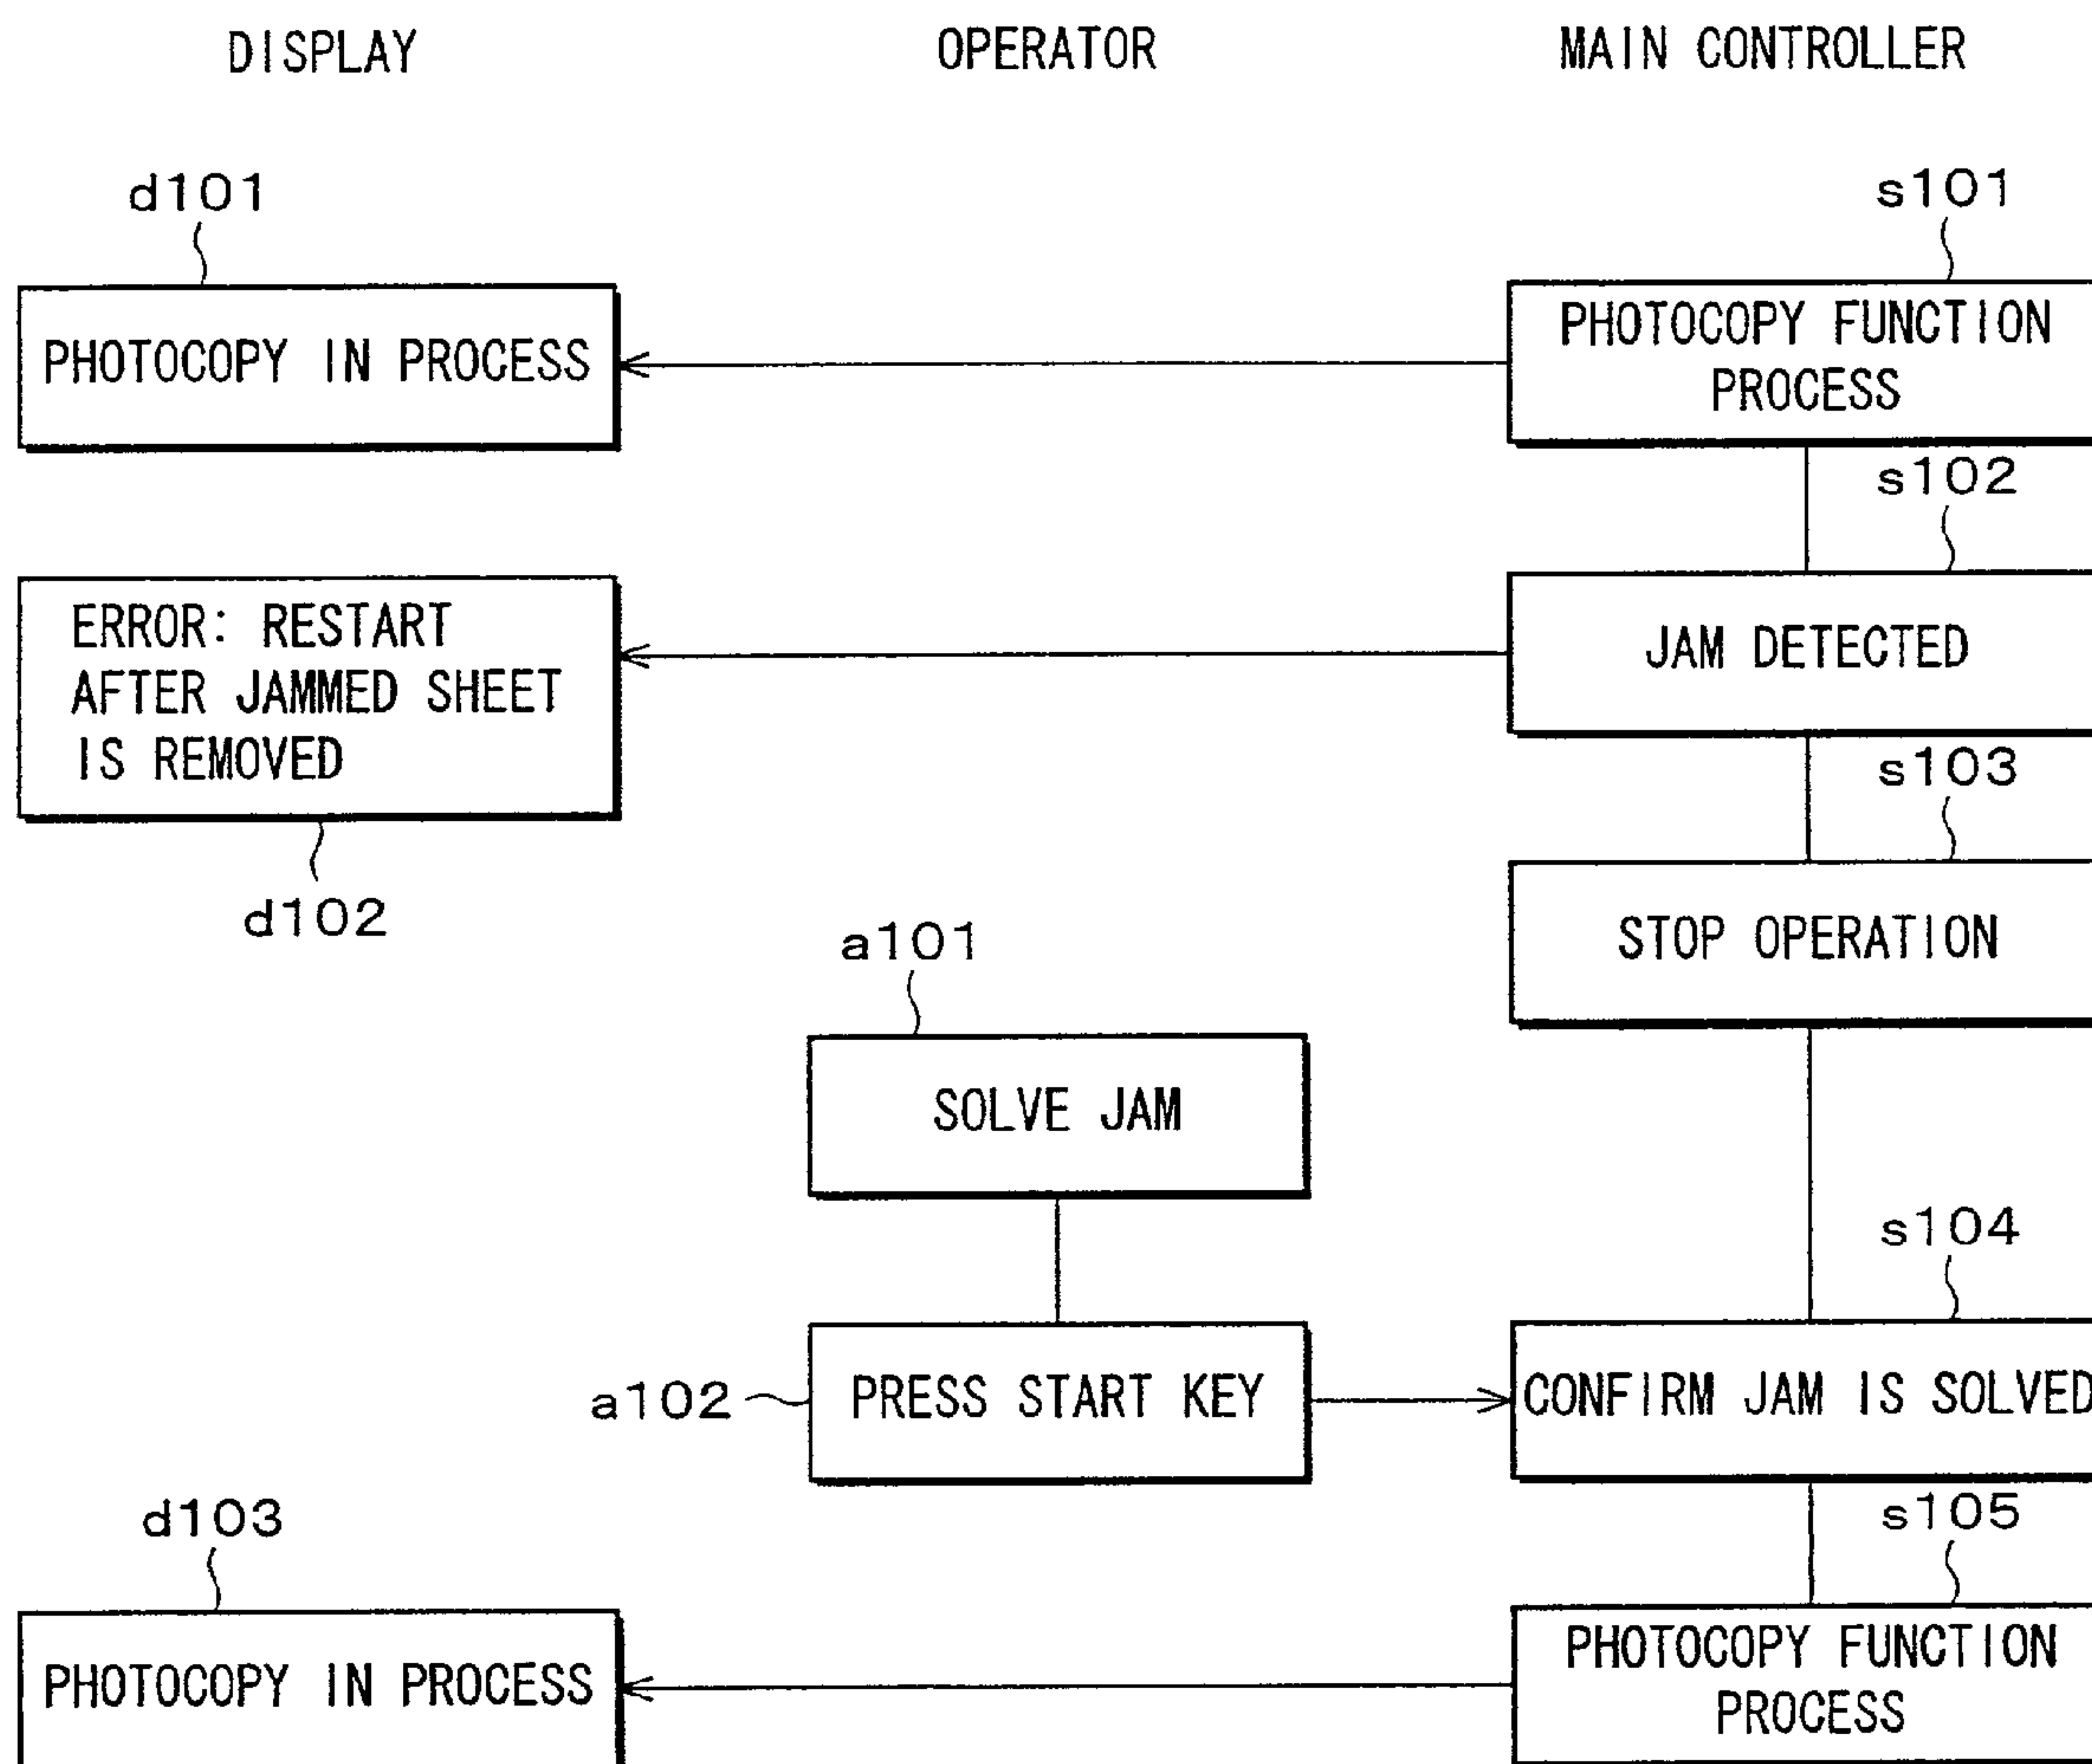 DISPLAY
OPERATOR
MAIN CONTROLLER
d101
s101
PHOTOCOPY IN PROCESS
PHOTOCOPY FUNCTION
PROCESS
s102
ERROR: RESTART
AFTER JAMMED SHEET
IS REMOVED
JAM DETECTED
s103
d102
STOP OPERATION
a101
SOLVE JAM
s104
a102
PRESS START KEY
CONFIRM JAM IS SOLVED
d103
s105
PHOTOCOPY IN PROCESS
PHOTOCOPY FUNCTION
PROCESS